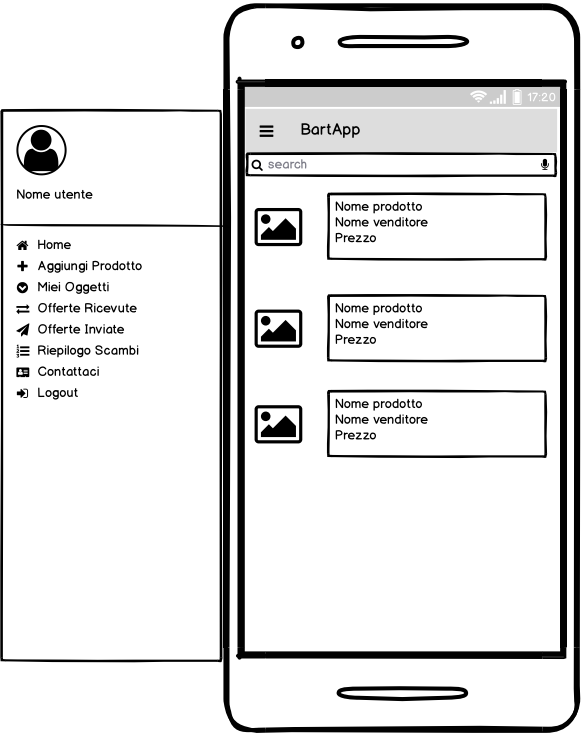 Nome utente
Home
Aggiungi Prodotto
Miei Oggetti
Offerte Ricevute
Offerte Inviate
Riepilogo Scambi
Contattaci
Logout
17:20
BartApp
search
Nome prodotto
Nome venditore
Prezzo
Nome prodotto
Nome venditore
Prezzo
Nome prodotto
Nome venditore
Prezzo